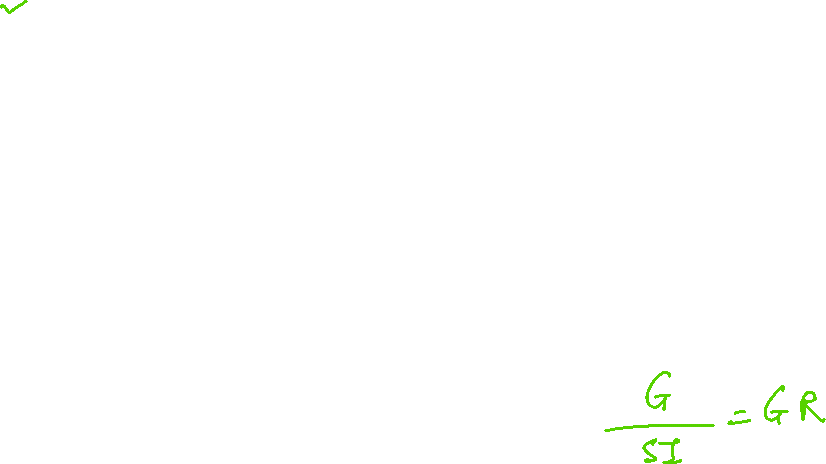 G
SI = GR